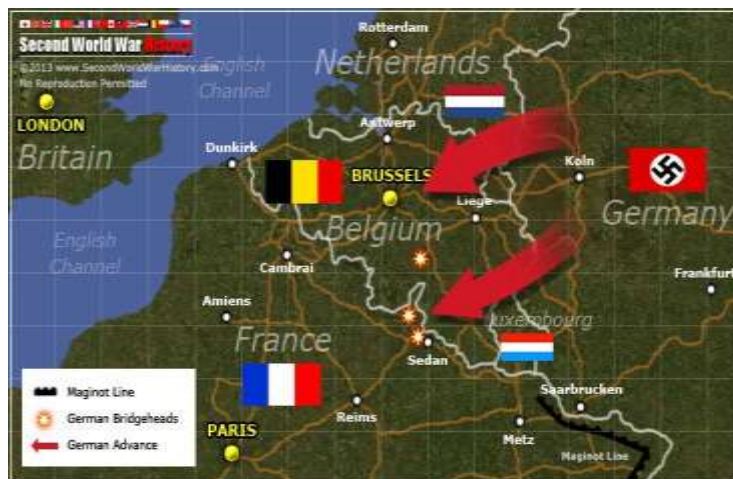 Second World War History
©2013 www.SecondWorldWarHistory.com
No Reproduction Permitted
English
Channel
Rotterdam
Netherlands
LONDON
Britain
Antwerp
Dunkirk
BRUSSELS
Koln
Liege
Germany
Belgium
English
Channel
Cambrai
Frankfurt
Amiens
Luxembourg
France
Sedan
Maginot Line
German Bridgeheads
German Advance
Saarbrucken
Reims
PARIS
Metz
Maginot Line